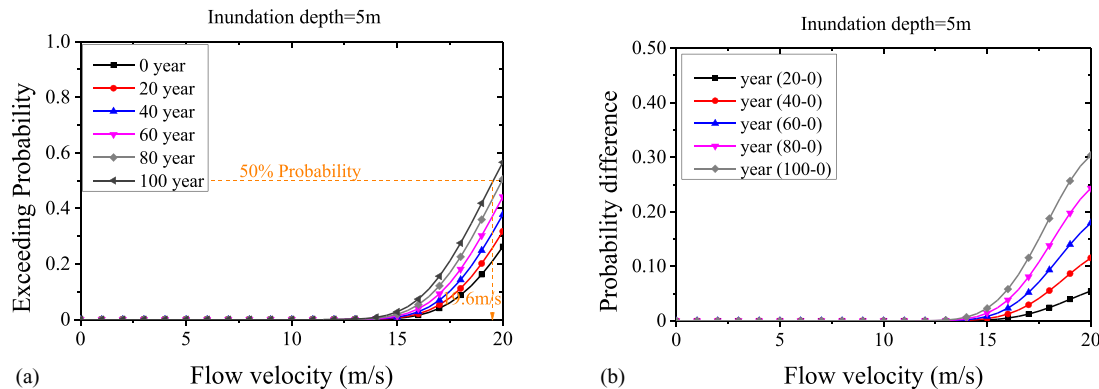 Inundation depth=5m
1.0
0.8
0.6
0.4
0.2
0
Exceeding Probability
0 year
20 year
40 year
60 year
80 year
100 year
50% Probability
9.6m/s
0
5
10
15
20
Flow velocity (m/s)
(a)
Inundation depth=5m
0.50
0.40
0.30
0.20
0.10
0
Probability difference
year (20-0)
year (40-0)
year (60-0)
year (80-0)
year (100-0)
0
5
10
15
20
Flow velocity (m/s)
(b)